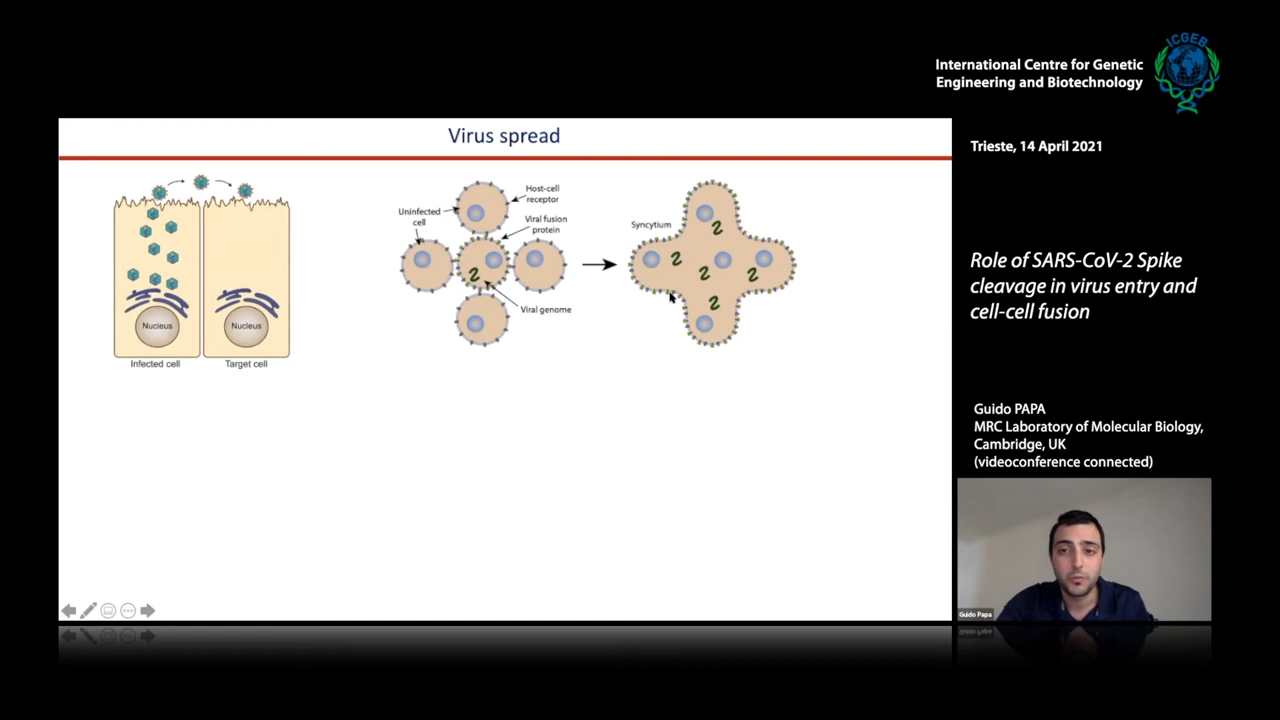 ICGEB
International Centre for Genetic
Engineering and Biotechnology
Trieste, 14 April 2021
Virus spread
Host-cell
receptor
Uninfected
cell
Viral fusion
protein
Viral genome
Syncytium
Nucleus
Nucleus
Infected cell
Target cell
Role of SARS-CoV-2 Spike
cleavage in virus entry and
cell-cell fusion
Guido PAPA
MRC Laboratory of Molecular Biology,
Cambridge, UK
(videoconference connected)
Guido Papa